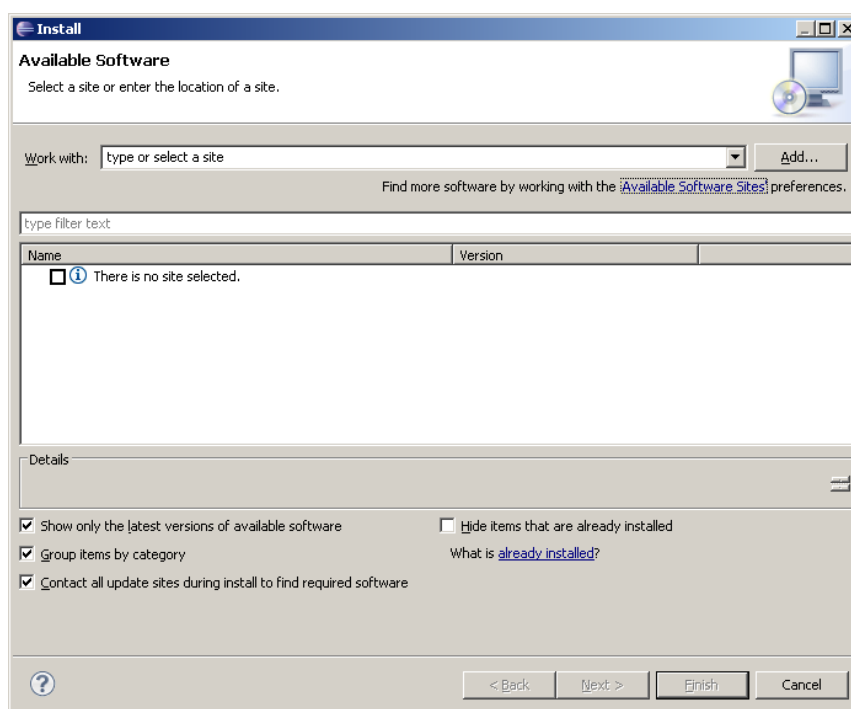 Install
Available Software
Select a site or enter the location of a site.
Work with: type or select a site Add...
Find more software by working with the 'Available Software Sites' preferences.
type filter text
Name Version
There is no site selected.
Details
Show only the latest versions of available software Hide items that are already installed
Group items by category What is already installed?
Contact all update sites during install to find required software
? < Back Next > Finish Cancel